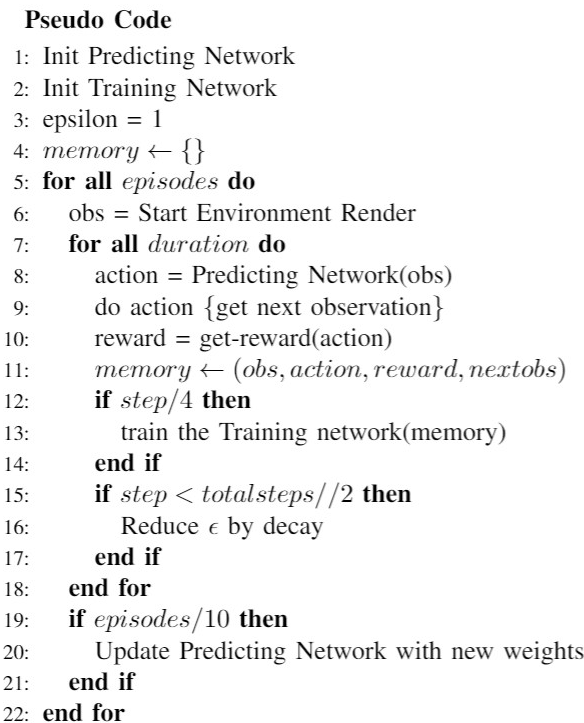 Pseudo Code
1: Init Predicting Network
2: Init Training Network
3: epsilon = 1
4: memory ← {}
5: for all episodes do
6: obs = Start Environment Render
7: for all duration do
8: action = Predicting Network(obs)
9: do action {get next observation}
10: reward = get-reward(action)
11: memory ← (obs, action, reward, nextobs)
12: if step/4 then
13: train the Training network(memory)
14: end if
15: if step < totalsteps//2 then
16: Reduce ϵ by decay
17: end if
18: end for
19: if episodes/10 then
20: Update Predicting Network with new weights
21: end if
22: end for